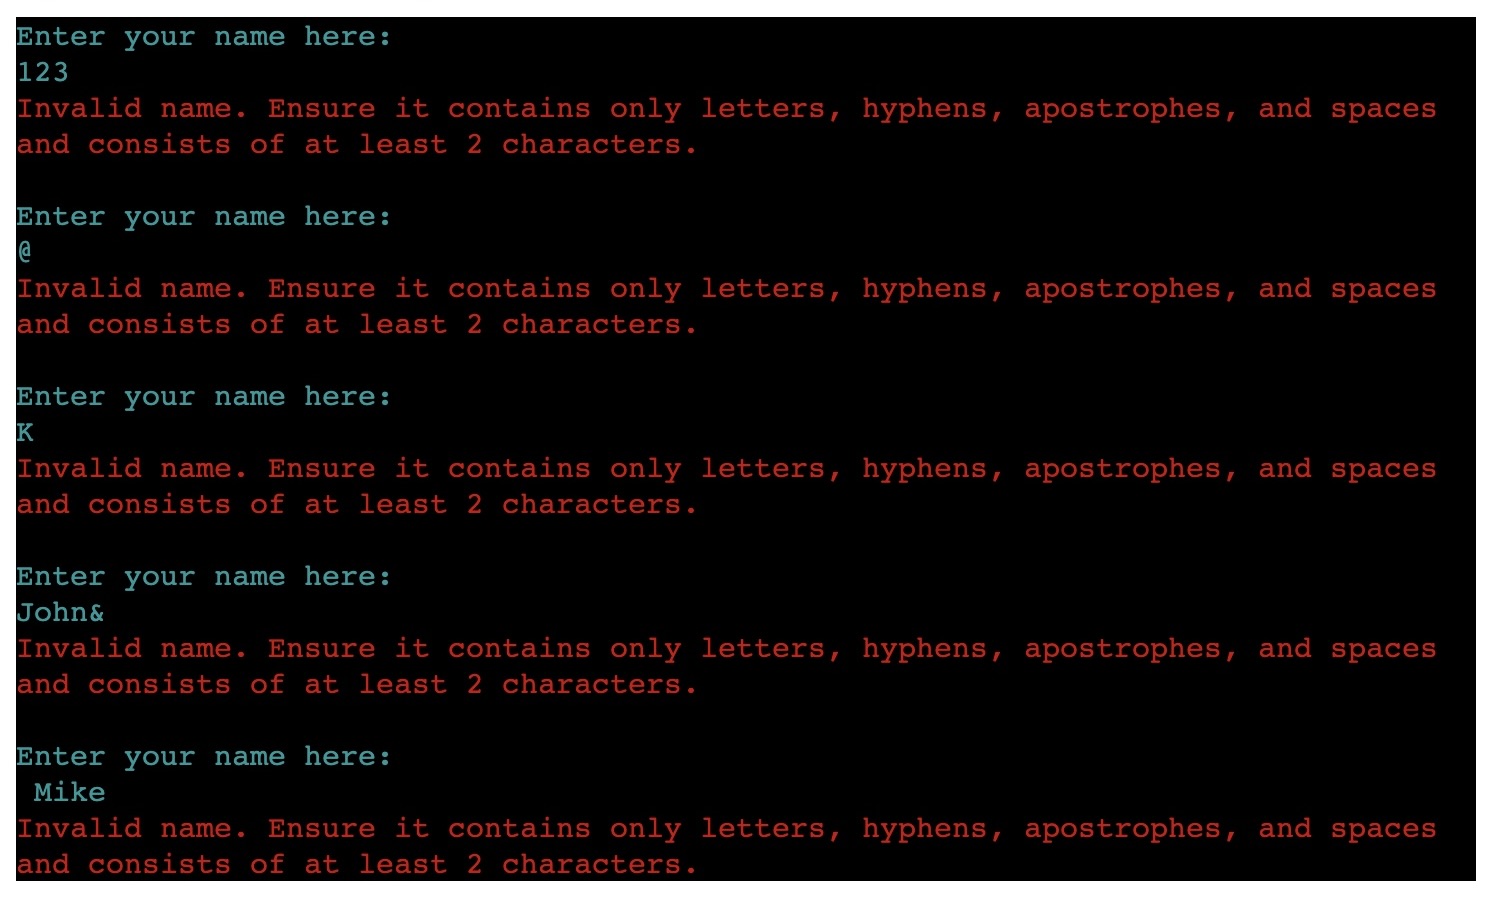 Enter your name here:
123
Invalid name. Ensure it contains only letters, hyphens, apostrophes, and spaces
and consists of at least 2 characters.
Enter your name here:
@
Invalid name. Ensure it contains only letters, hyphens, apostrophes, and spaces
and consists of at least 2 characters.
Enter your name here:
K
Invalid name. Ensure it contains only letters, hyphens, apostrophes, and spaces
and consists of at least 2 characters.
Enter your name here:
John&
Invalid name. Ensure it contains only letters, hyphens, apostrophes, and spaces
and consists of at least 2 characters.
Enter your name here:
 Mike
Invalid name. Ensure it contains only letters, hyphens, apostrophes, and spaces
and consists of at least 2 characters.